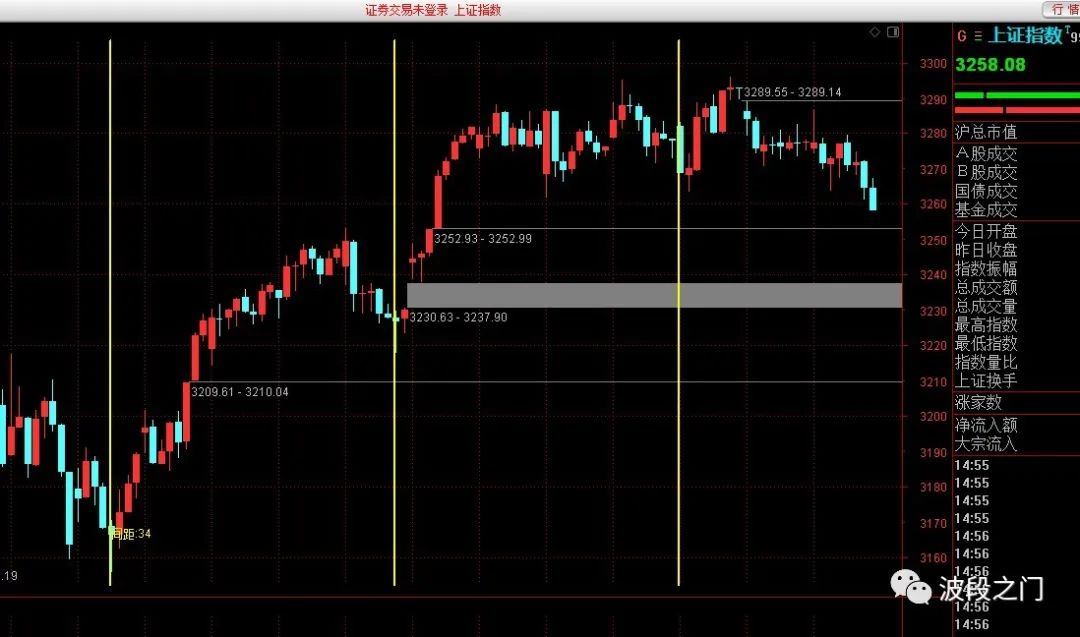 证券交易未登录 上证指数
行 情
G 上证指数
3258.08
3300
3290
3280
3270
3260
3250
3240
3230
3220
3210
3200
3190
3180
3170
3160
3289.55 - 3289.14
3252.93 - 3252.99
3230.63 - 3237.90
3209.61 - 3210.04
间距:34
.19
沪总市值
A股成交
B股成交
国债成交
基金成交
今日开盘
昨日收盘
指数振幅
总成交额
总成交量
最高指数
最低指数
指数量比
上证换手
涨家数
净流入额
大宗流入
14:55
14:55
14:55
14:55
14:56
14:56
14:56
14:56
14:56
波段之门